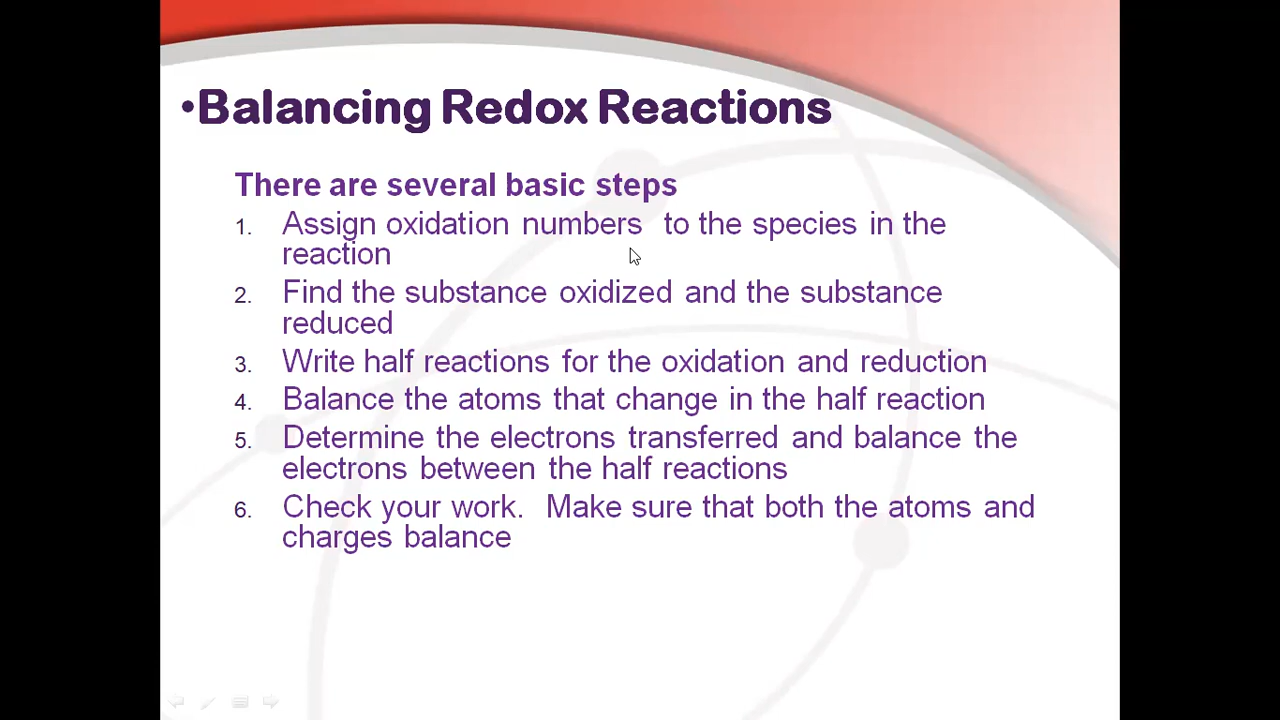 •Balancing Redox Reactions
There are several basic steps
1. Assign oxidation numbers  to the species in the
reaction
2. Find the substance oxidized and the substance
reduced
3. Write half reactions for the oxidation and reduction
4. Balance the atoms that change in the half reaction
5. Determine the electrons transferred and balance the
electrons between the half reactions
6. Check your work.  Make sure that both the atoms and
charges balance